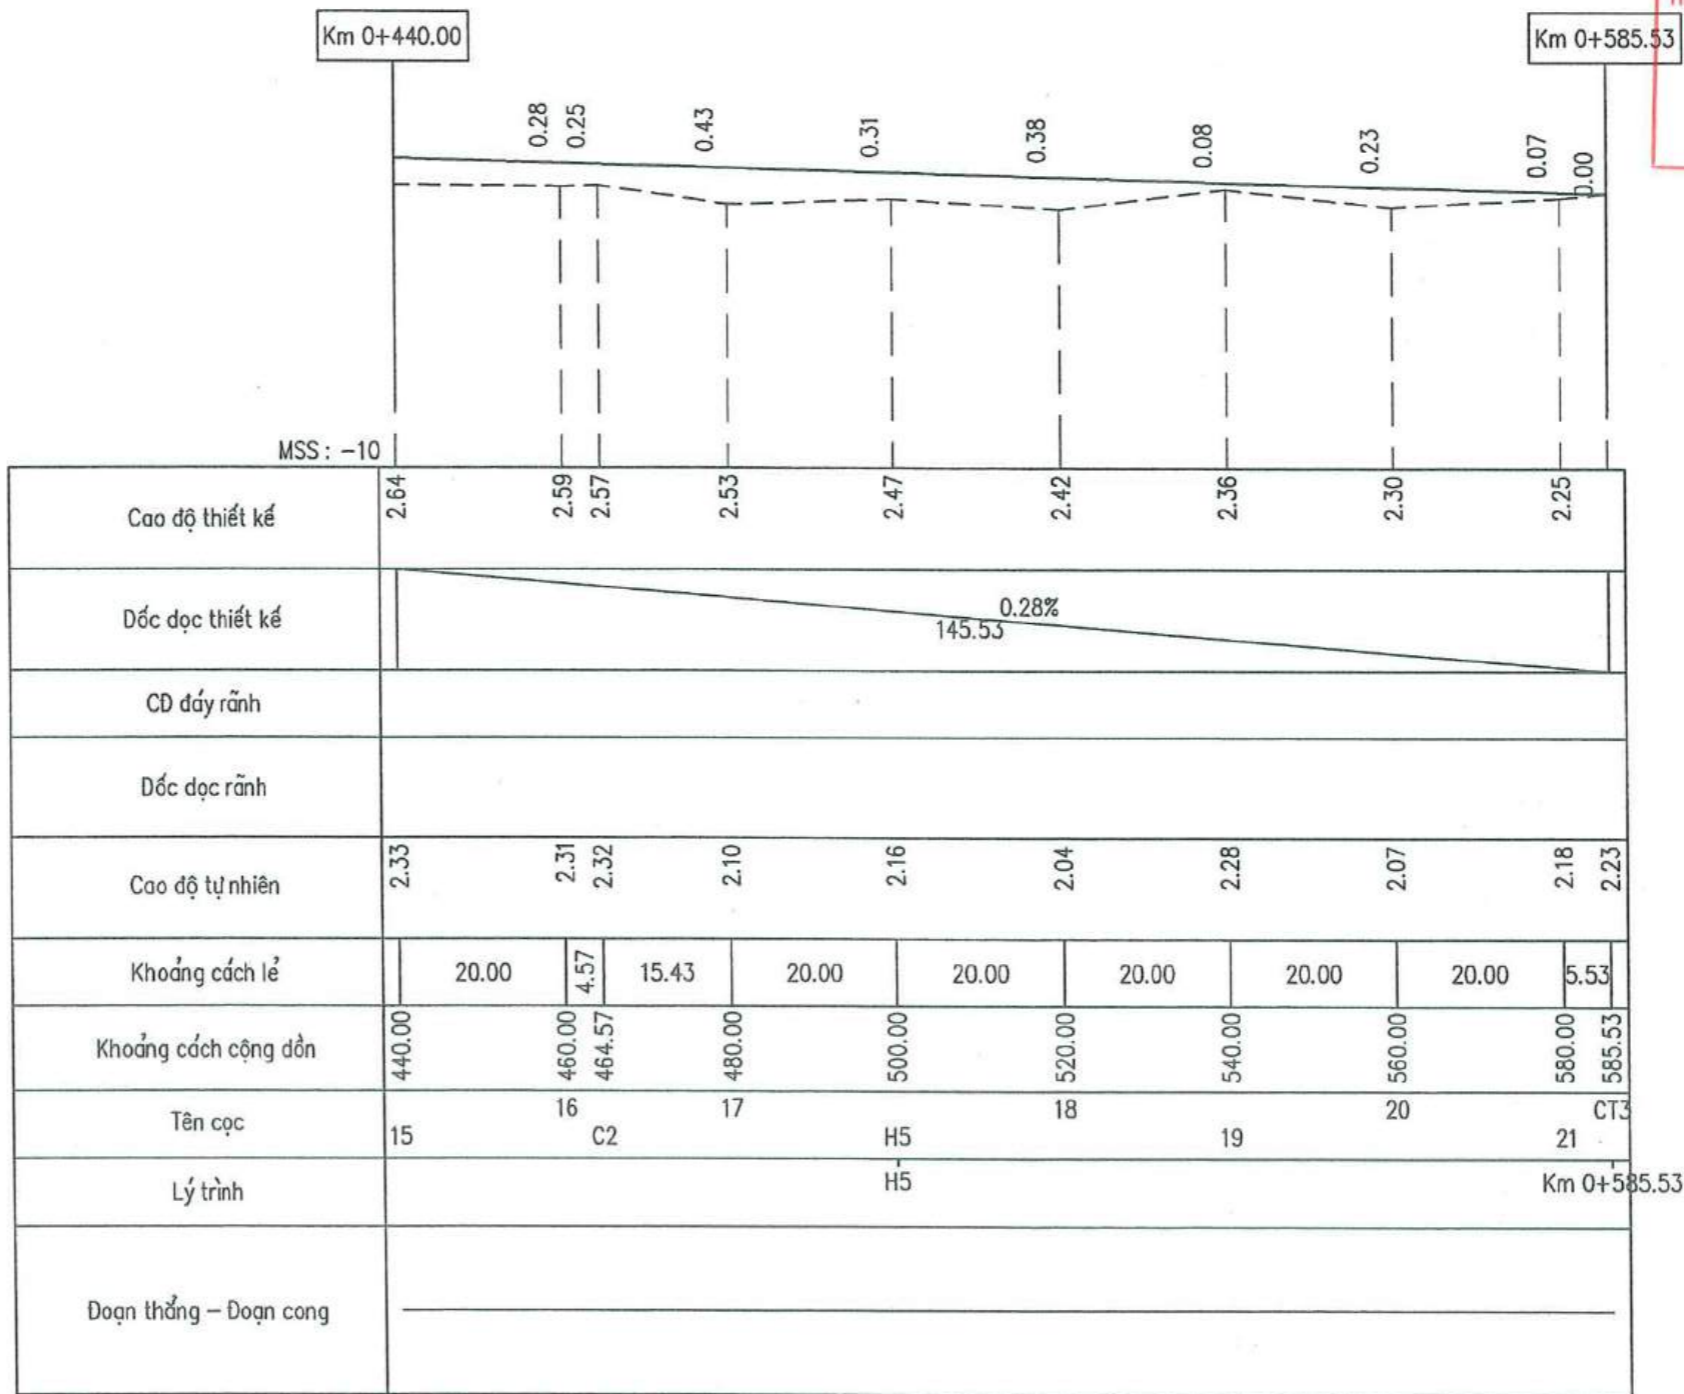 Km 0+440.00
Km 0+585.53
0.28 0.25 0.43 0.31 0.38 0.08 0.23 0.07 0.00
MSS : -10
Cao độ thiết kế 2.64 2.59 2.57 2.53 2.47 2.42 2.36 2.30 2.25
Dốc dọc thiết kế 0.28%
145.53
CĐ đáy rãnh
Dốc dọc rãnh
Cao độ tự nhiên 2.33 2.31 2.32 2.10 2.16 2.04 2.28 2.07 2.18 2.23
Khoảng cách lẻ 20.00 4.57 15.43 20.00 20.00 20.00 20.00 20.00 5.53
Khoảng cách cộng dồn 440.00 460.00 464.57 480.00 500.00 520.00 540.00 560.00 580.00 585.53
Tên cọc 15 16 C2 17 H5 18 19 20 21 CT3
Lý trình H5 Km 0+585.53
Đoạn thẳng – Đoạn cong